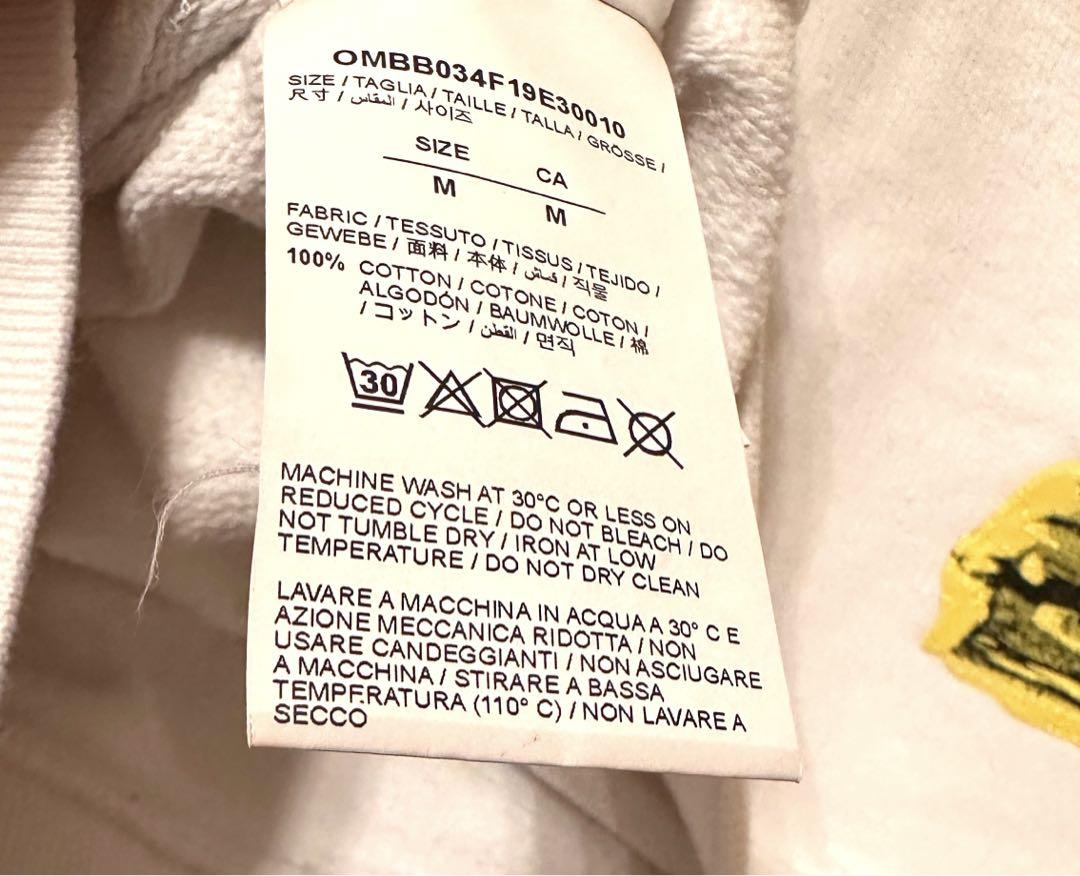 OMBB034F19E30010
SIZE / TAGLIA / TAILLE / TALLA / GRÖSSE /
尺寸 / المقاس / 사이즈
SIZE CA
M M
FABRIC / TESSUTO / TISSUS / TEJIDO /
GEWEBE / 面料 / 本体 / قماش / 직물
100% COTTON / COTONE / COTON /
ALGODÓN / BAUMWOLLE / 棉
/ コットン / القطن / 면직
30
MACHINE WASH AT 30°C OR LESS ON
REDUCED CYCLE / DO NOT BLEACH / DO
NOT TUMBLE DRY / IRON AT LOW
TEMPERATURE / DO NOT DRY CLEAN
LAVARE A MACCHINA IN ACQUA A 30° C E
AZIONE MECCANICA RIDOTTA / NON
USARE CANDEGGIANTI / NON ASCIUGARE
A MACCHINA / STIRARE A BASSA
TEMPERATURA (110° C) / NON LAVARE A
SECCO